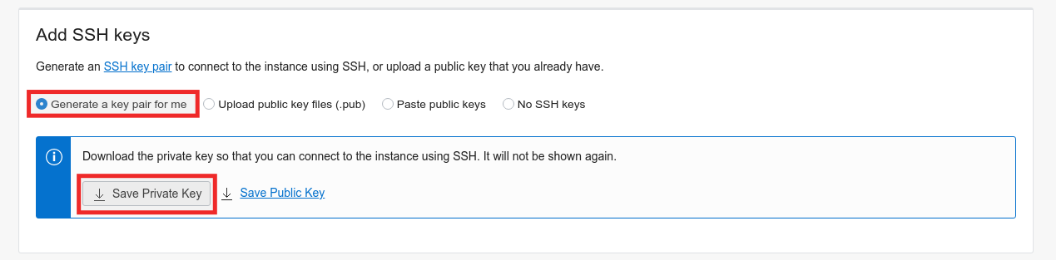 Add SSH keys
Generate an SSH key pair to connect to the instance using SSH, or upload a public key that you already have.
Generate a key pair for me Upload public key files (.pub) Paste public keys No SSH keys
Download the private key so that you can connect to the instance using SSH. It will not be shown again.
Save Private Key Save Public Key